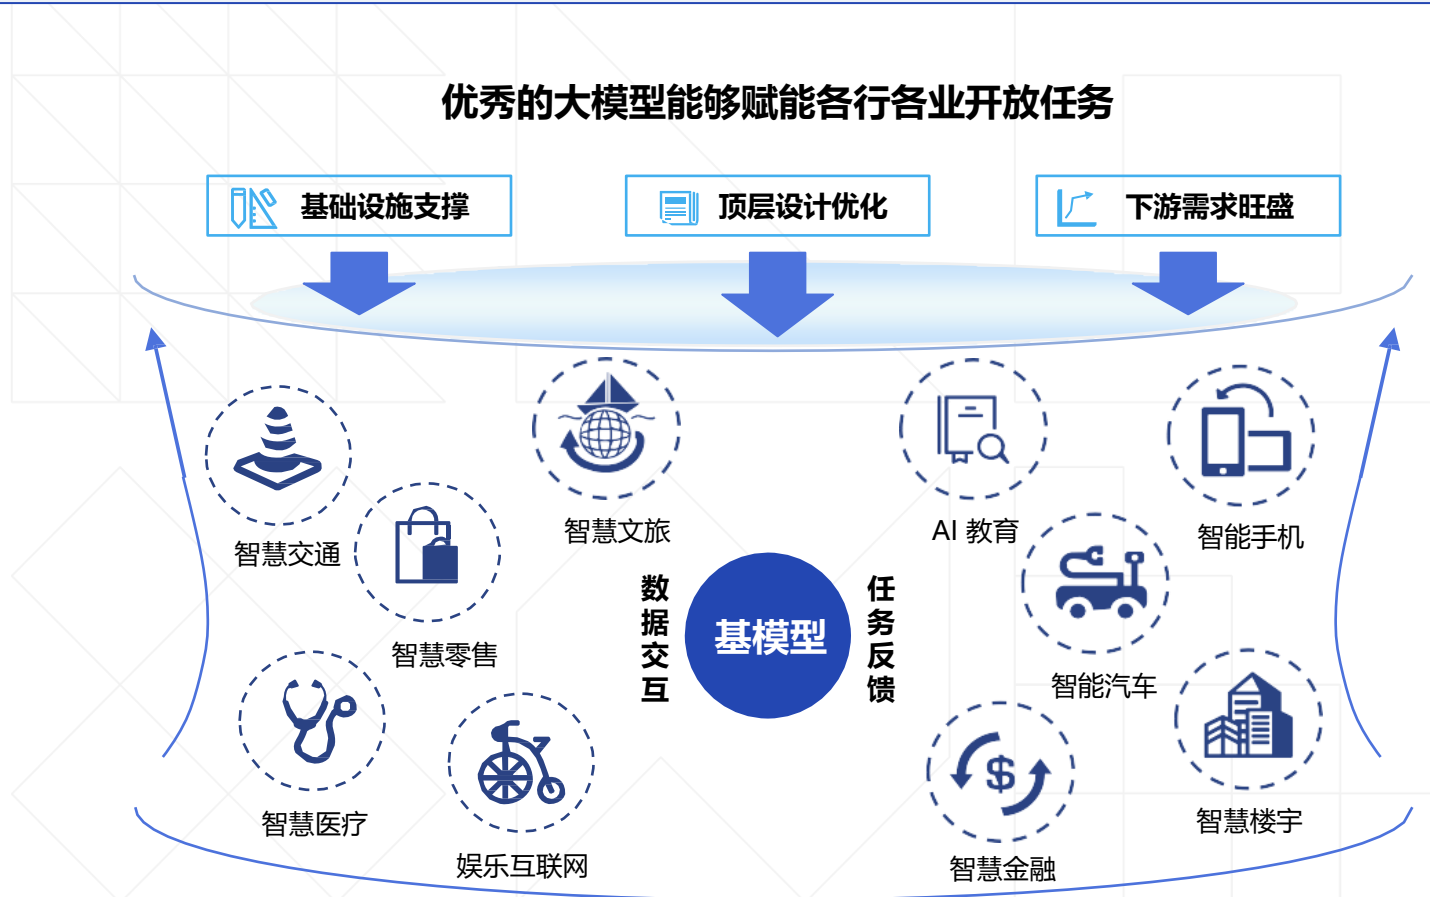 优秀的大模型能够赋能各行各业开放任务
基础设施支撑
顶层设计优化
下游需求旺盛
智慧交通
智慧文旅
AI 教育
智能手机
智慧零售
数据交互
基模型
任务反馈
智能汽车
智慧医疗
娱乐互联网
智慧金融
智慧楼宇
$